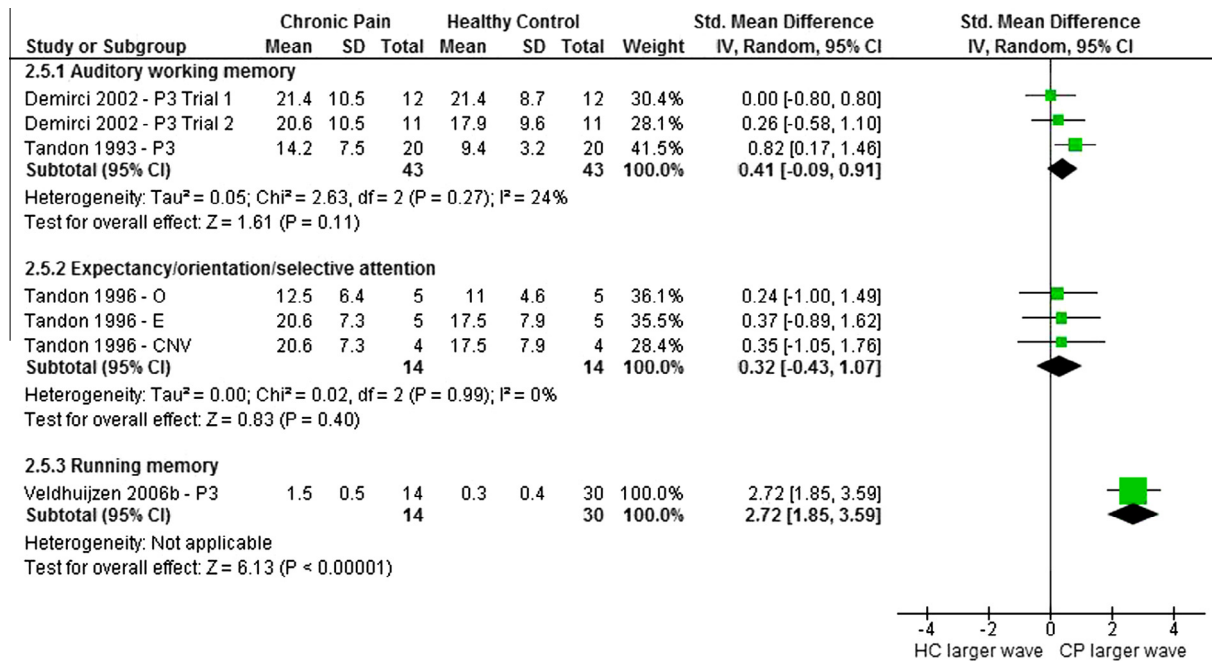 Chronic Pain Healthy Control Std. Mean Difference Std. Mean Difference
Study or Subgroup Mean SD Total Mean SD Total Weight IV, Random, 95% CI IV, Random, 95% CI
2.5.1 Auditory working memory
Demirci 2002 - P3 Trial 1 21.4 10.5 12 21.4 8.7 12 30.4% 0.00 [-0.80, 0.80]
Demirci 2002 - P3 Trial 2 20.6 10.5 11 17.9 9.6 11 28.1% 0.26 [-0.58, 1.10]
Tandon 1993 - P3 14.2 7.5 20 9.4 3.2 20 41.5% 0.82 [0.17, 1.46]
Subtotal (95% CI) 43 43 100.0% 0.41 [-0.09, 0.91]
Heterogeneity: Tau² = 0.05; Chi² = 2.63, df = 2 (P = 0.27); I² = 24%
Test for overall effect: Z = 1.61 (P = 0.11)
2.5.2 Expectancy/orientation/selective attention
Tandon 1996 - O 12.5 6.4 5 11 4.6 5 36.1% 0.24 [-1.00, 1.49]
Tandon 1996 - E 20.6 7.3 5 17.5 7.9 5 35.5% 0.37 [-0.89, 1.62]
Tandon 1996 - CNV 20.6 7.3 4 17.5 7.9 4 28.4% 0.35 [-1.05, 1.76]
Subtotal (95% CI) 14 14 100.0% 0.32 [-0.43, 1.07]
Heterogeneity: Tau² = 0.00; Chi² = 0.02, df = 2 (P = 0.99); I² = 0%
Test for overall effect: Z = 0.83 (P = 0.40)
2.5.3 Running memory
Veldhuijzen 2006b - P3 1.5 0.5 14 0.3 0.4 30 100.0% 2.72 [1.85, 3.59]
Subtotal (95% CI) 14 30 100.0% 2.72 [1.85, 3.59]
Heterogeneity: Not applicable
Test for overall effect: Z = 6.13 (P < 0.00001)
-4 -2 0 2 4
HC larger wave CP larger wave